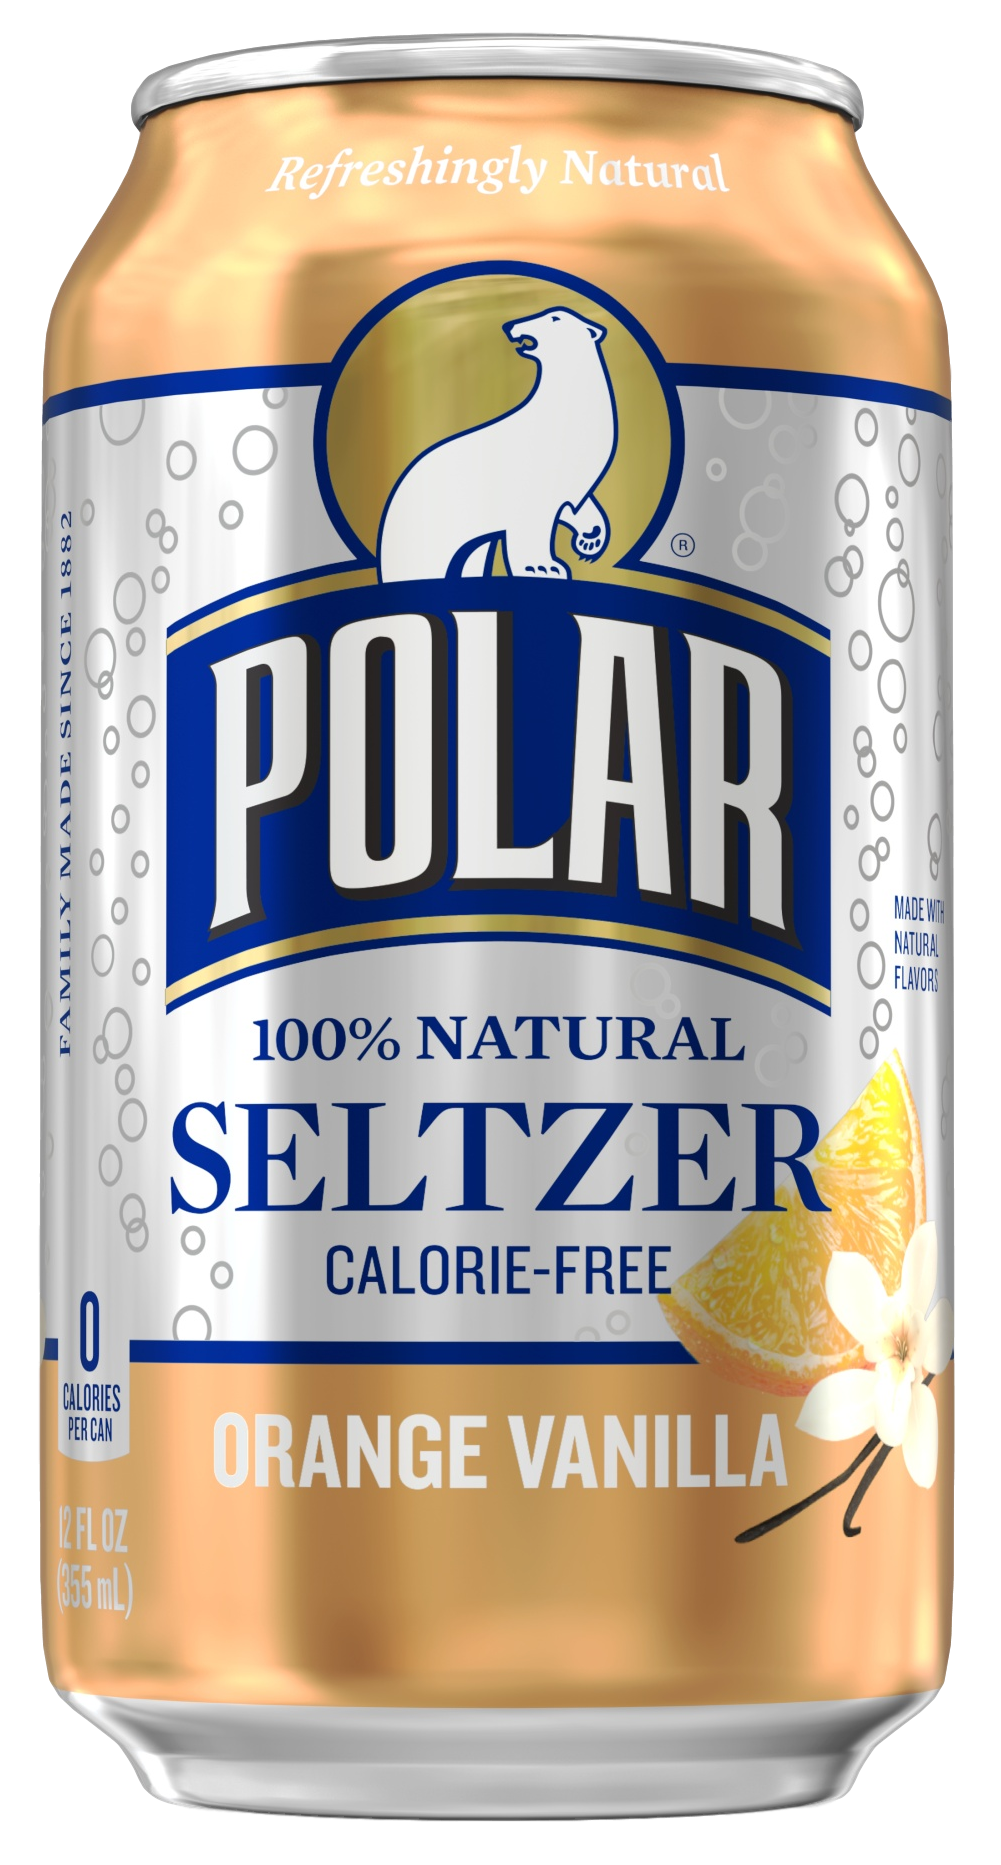 Refreshingly Natural
®
POLAR
FAMILY MADE SINCE 1882
MADE WITH
NATURAL
FLAVORS
100% NATURAL
SELTZER
CALORIE-FREE
0
CALORIES
PER CAN
ORANGE VANILLA
12 FL OZ
(355 mL)